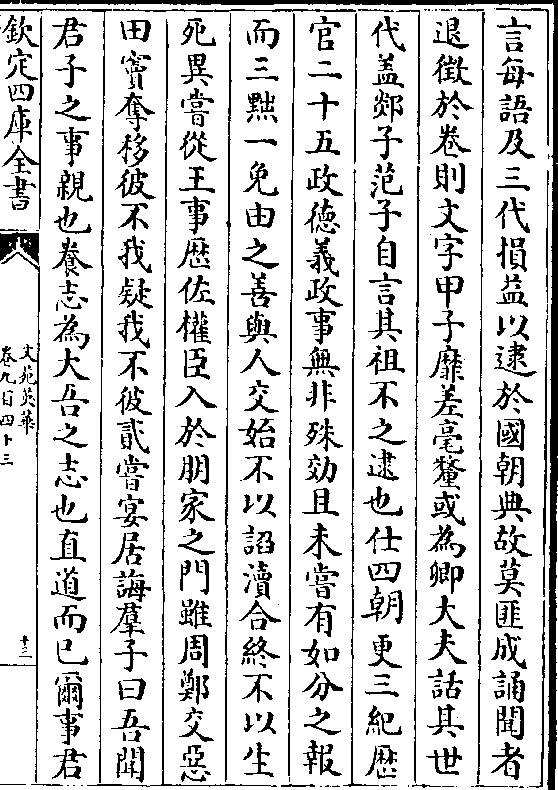 言每語及三代損益以逮於國朝典故莫匪成誦聞者
退徵於卷則文字甲子靡差毫釐或為卿大夫話其世
代盖郯子范子自言其祖不之逮也仕四朝更三紀歴
官二十五政德義政事無非殊効且未嘗有如分之報
而三黜一免由之善與人交始不以謟瀆合終不以生
死異嘗從王事歴佐權臣入於朋家之門雖周鄭交惡
田竇奪移彼不我疑我不彼貳嘗宴居誨羣子曰吾聞
君子之事親也養志為大吾之志也直道而已爾事君
欽定四庫全書
文苑英華
卷九百四十三
十三